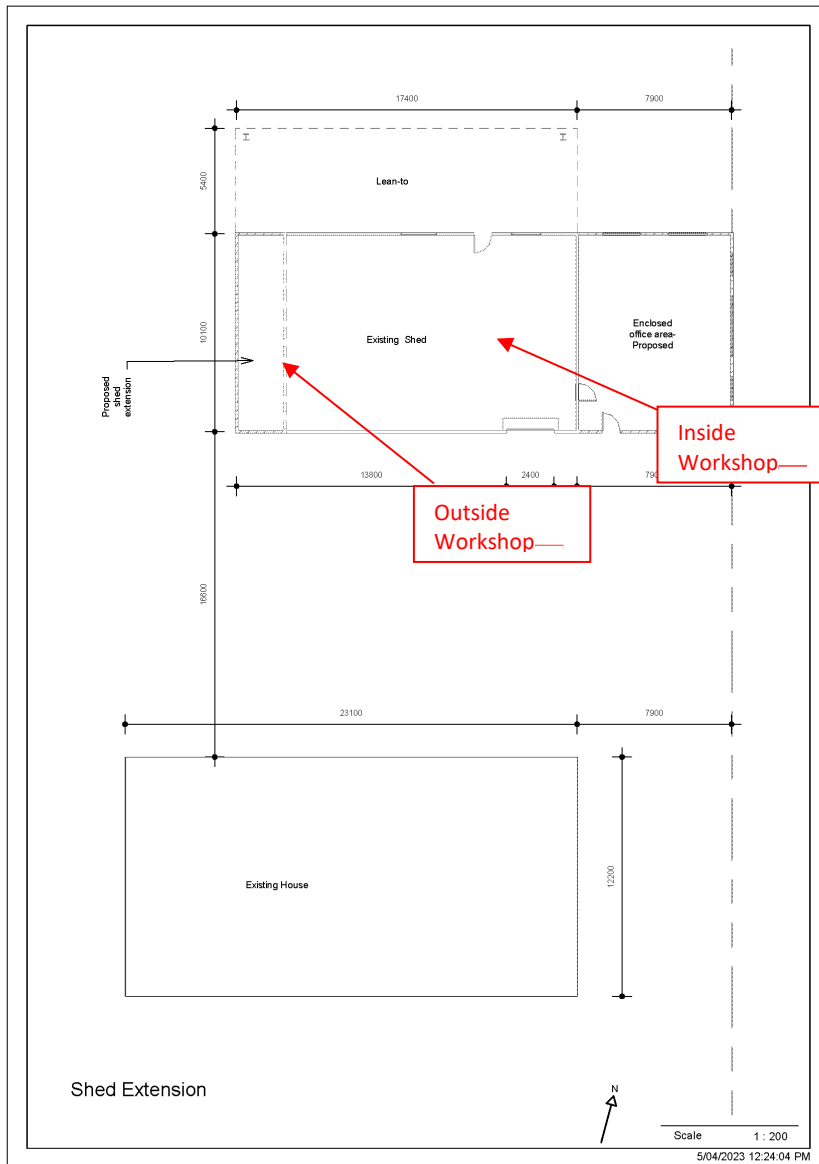 17400
7900
5400
Lean-to
10100
Existing Shed
Enclosed
office area-
Proposed
Proposed
shed
extension
Inside
Workshop
13800
2400
790
Outside
Workshop
16600
23100
7900
Existing House
12200
Shed Extension
N
Scale 1 : 200
5/04/2023 12:24:04 PM